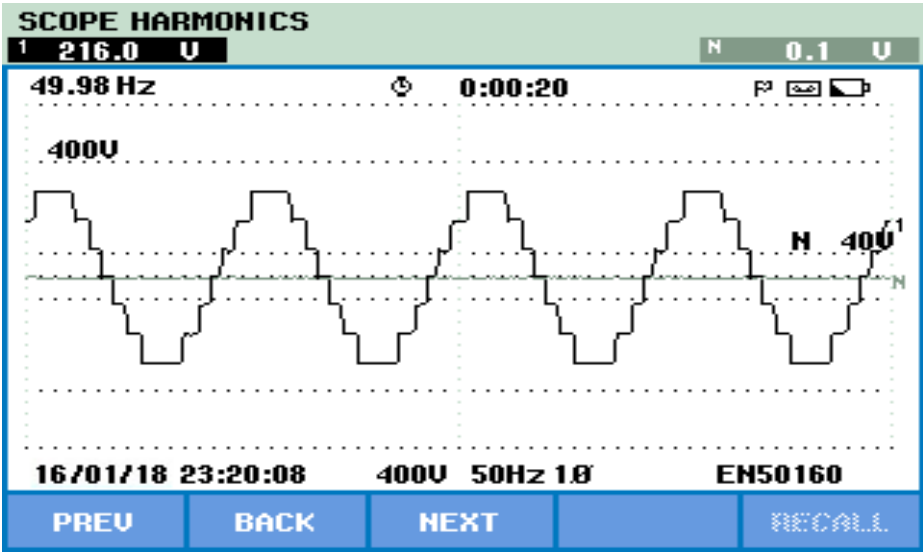 SCOPE HARMONICS
1 216.0 V N 0.1 V
49.98 Hz 0:00:20 P
400V
1
N 40V
N
16/01/18 23:20:08 400V 50Hz 1Ø EN50160
PREV BACK NEXT RECALL